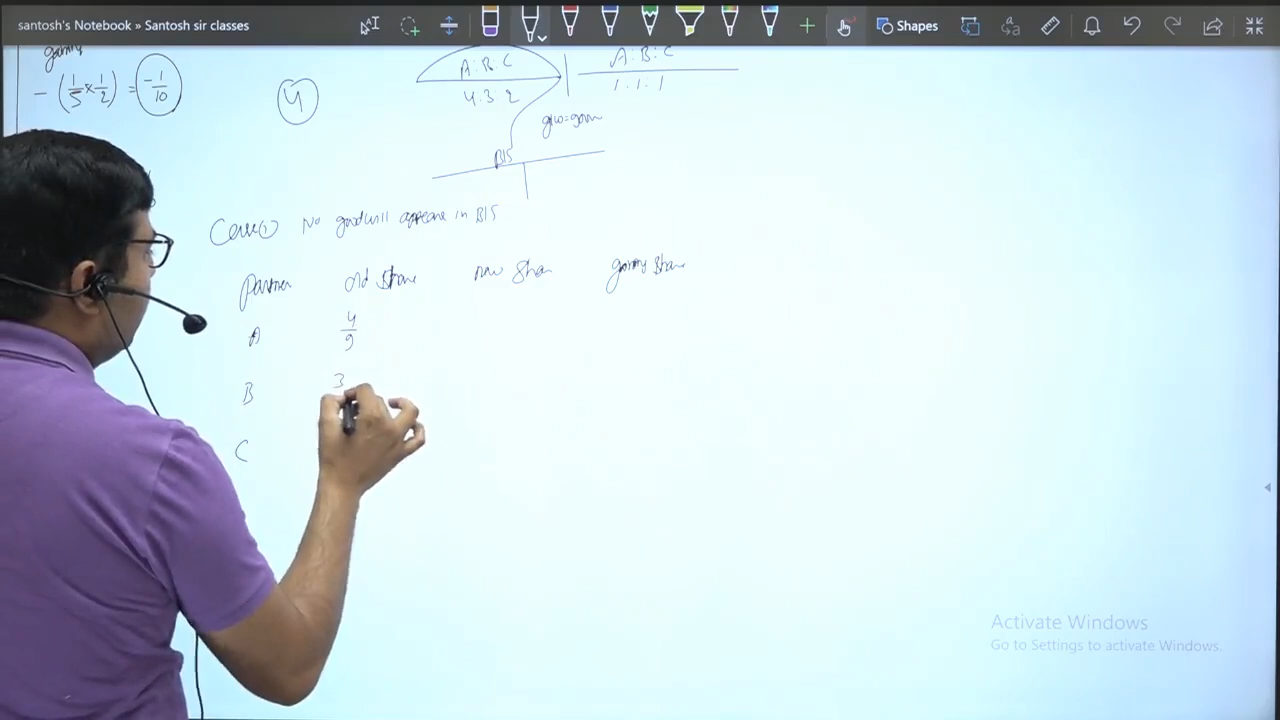 santosh's Notebook » Santosh sir classes
Shapes
- (1/5 × 1/2) = -1/10
4
A:B:C
4:3:2
A:B:C
1:1:1
B/S
Case 1 No goodwill appear in B/S
Partner old Share new Share gaining Share
A 4/9
B 3
C
Activate Windows
Go to Settings to activate Windows.